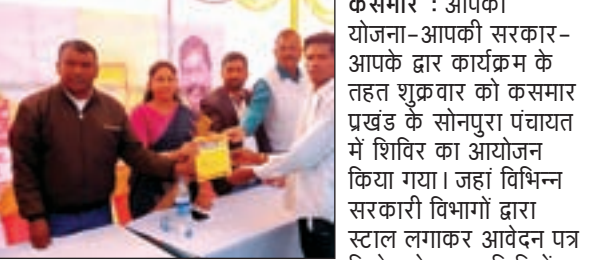 कसमार : आपकी
योजना-आपकी सरकार-
आपके द्वार कार्यक्रम के
तहत शुक्रवार को कसमार
प्रखंड के सोनपुरा पंचायत
में शिविर का आयोजन
किया गया। जहां विभिन्न
सरकारी विभागों द्वारा
स्टाल लगाकर आवेदन पत्र